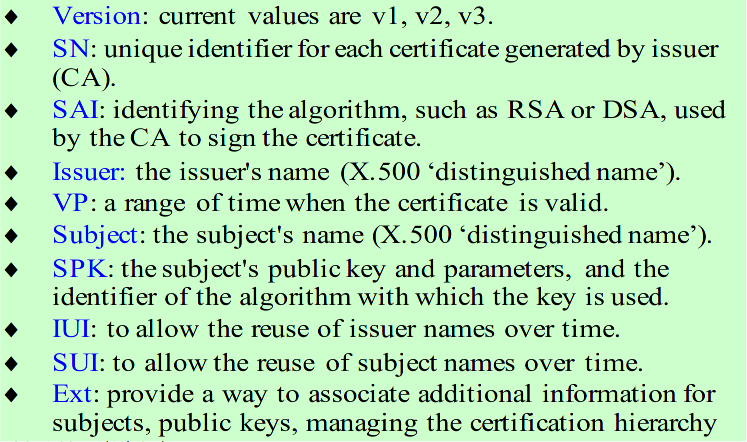 ◆ Version: current values are v1, v2, v3.
◆ SN: unique identifier for each certificate generated by issuer
(CA).
◆ SAI: identifying the algorithm, such as RSA or DSA, used
by the CA to sign the certificate.
◆ Issuer: the issuer's name (X.500 ‘distinguished name’).
◆ VP: a range of time when the certificate is valid.
◆ Subject: the subject's name (X.500 ‘distinguished name’).
◆ SPK: the subject's public key and parameters, and the
identifier of the algorithm with which the key is used.
◆ IUI: to allow the reuse of issuer names over time.
◆ SUI: to allow the reuse of subject names over time.
◆ Ext: provide a way to associate additional information for
subjects, public keys, managing the certification hierarchy